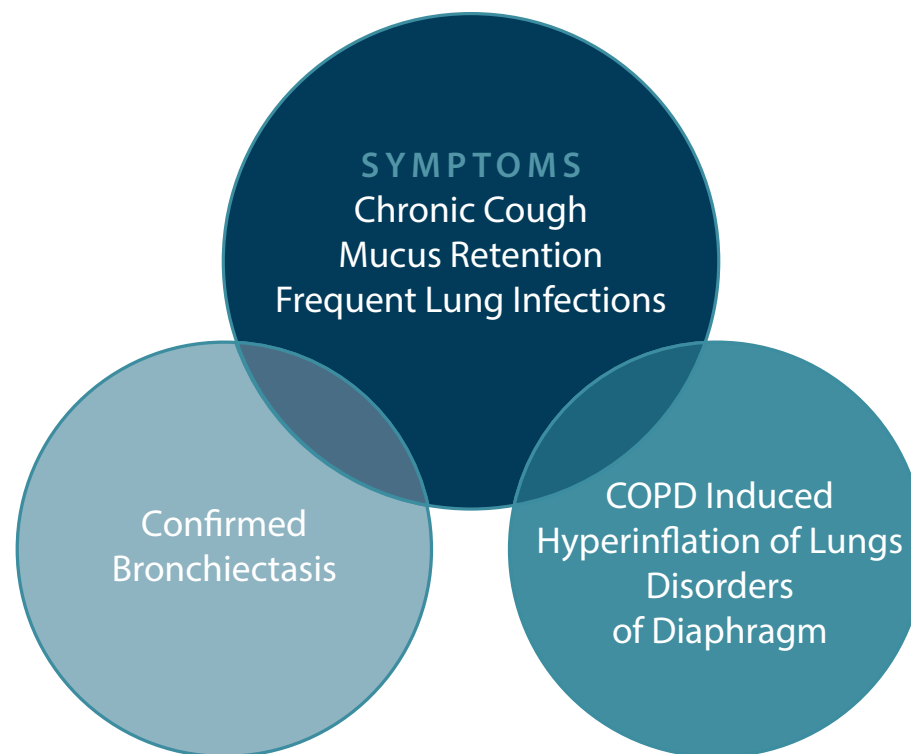 SYMPTOMS
Chronic Cough
Mucus Retention
Frequent Lung Infections
Confirmed
Bronchiectasis
COPD Induced
Hyperinflation of Lungs
Disorders
of Diaphragm